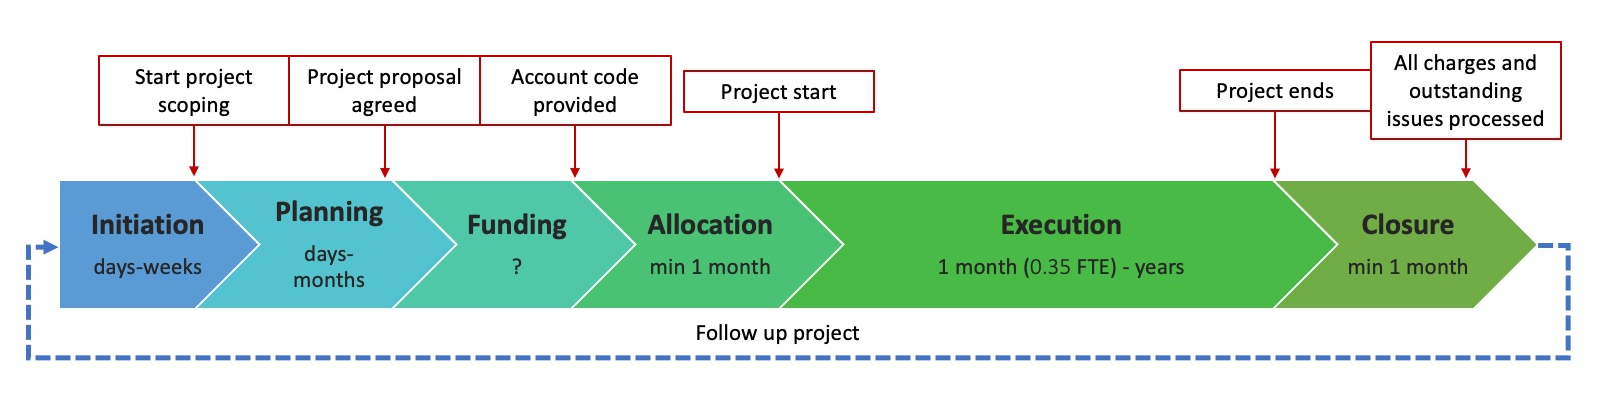 Start project
scoping
Project proposal
agreed
Account code
provided
Project start
Project ends
All charges and
outstanding
issues processed
Initiation
days-weeks
Planning
days-
months
Funding
?
Allocation
min 1 month
Execution
1 month (0.35 FTE) - years
Closure
min 1 month
Follow up project